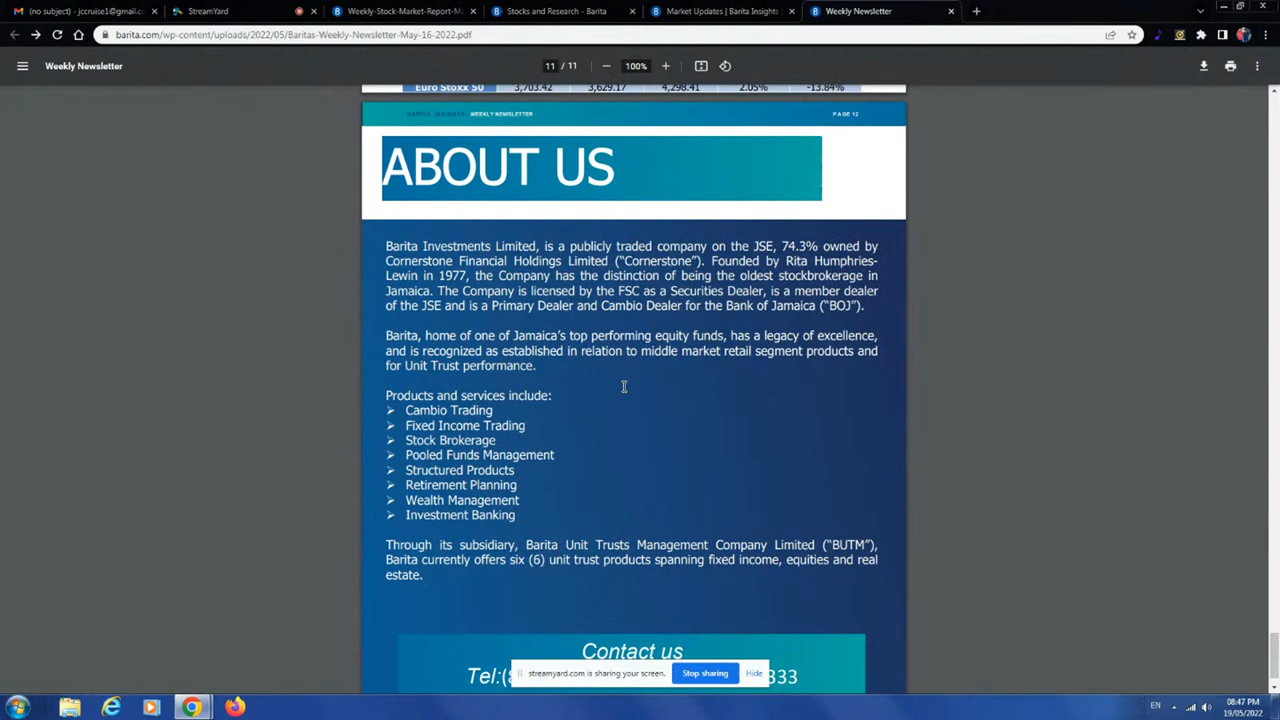 (no subject) - jccruise1@gmail.c
StreamYard
Weekly-Stock-Market-Report-M
Stocks and Research - Barita
Market Updates | Barita Insights
Weekly Newsletter
barita.com/wp-content/uploads/2022/05/Baritas-Weekly-Newsletter-May-16-2022.pdf
Weekly Newsletter
11 / 11
100%
Euro Stoxx 50 3,703.42 3,629.17 4,298.41 2.05% -13.84%
BARITA INSIGHTS: WEEKLY NEWSLETTER PAGE 12
ABOUT US
Barita Investments Limited, is a publicly traded company on the JSE, 74.3% owned by
Cornerstone Financial Holdings Limited (“Cornerstone”). Founded by Rita Humphries-
Lewin in 1977, the Company has the distinction of being the oldest stockbrokerage in
Jamaica. The Company is licensed by the FSC as a Securities Dealer, is a member dealer
of the JSE and is a Primary Dealer and Cambio Dealer for the Bank of Jamaica (“BOJ”).
Barita, home of one of Jamaica’s top performing equity funds, has a legacy of excellence,
and is recognized as established in relation to middle market retail segment products and
for Unit Trust performance.
Products and services include:
➢ Cambio Trading
➢ Fixed Income Trading
➢ Stock Brokerage
➢ Pooled Funds Management
➢ Structured Products
➢ Retirement Planning
➢ Wealth Management
➢ Investment Banking
Through its subsidiary, Barita Unit Trusts Management Company Limited (“BUTM”),
Barita currently offers six (6) unit trust products spanning fixed income, equities and real
estate.
Contact us
Tel:(8
333
streamyard.com is sharing your screen.
Stop sharing
Hide
EN
08:47 PM
19/05/2022